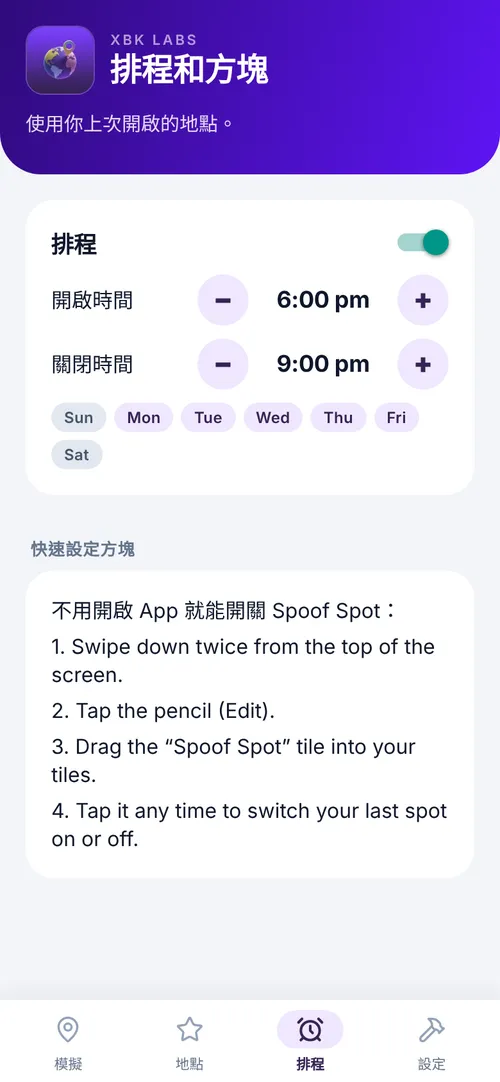 XBK LABS
排程和方塊
使用你上次開啟的地點。
排程
開啟時間
− 6:00 pm +
關閉時間
− 9:00 pm +
Sun Mon Tue Wed Thu Fri
Sat
快速設定方塊
不用開啟 App 就能開關 Spoof Spot：
1. Swipe down twice from the top of the
screen.
2. Tap the pencil (Edit).
3. Drag the “Spoof Spot” tile into your
tiles.
4. Tap it any time to switch your last spot
on or off.
模擬 地點 排程 設定